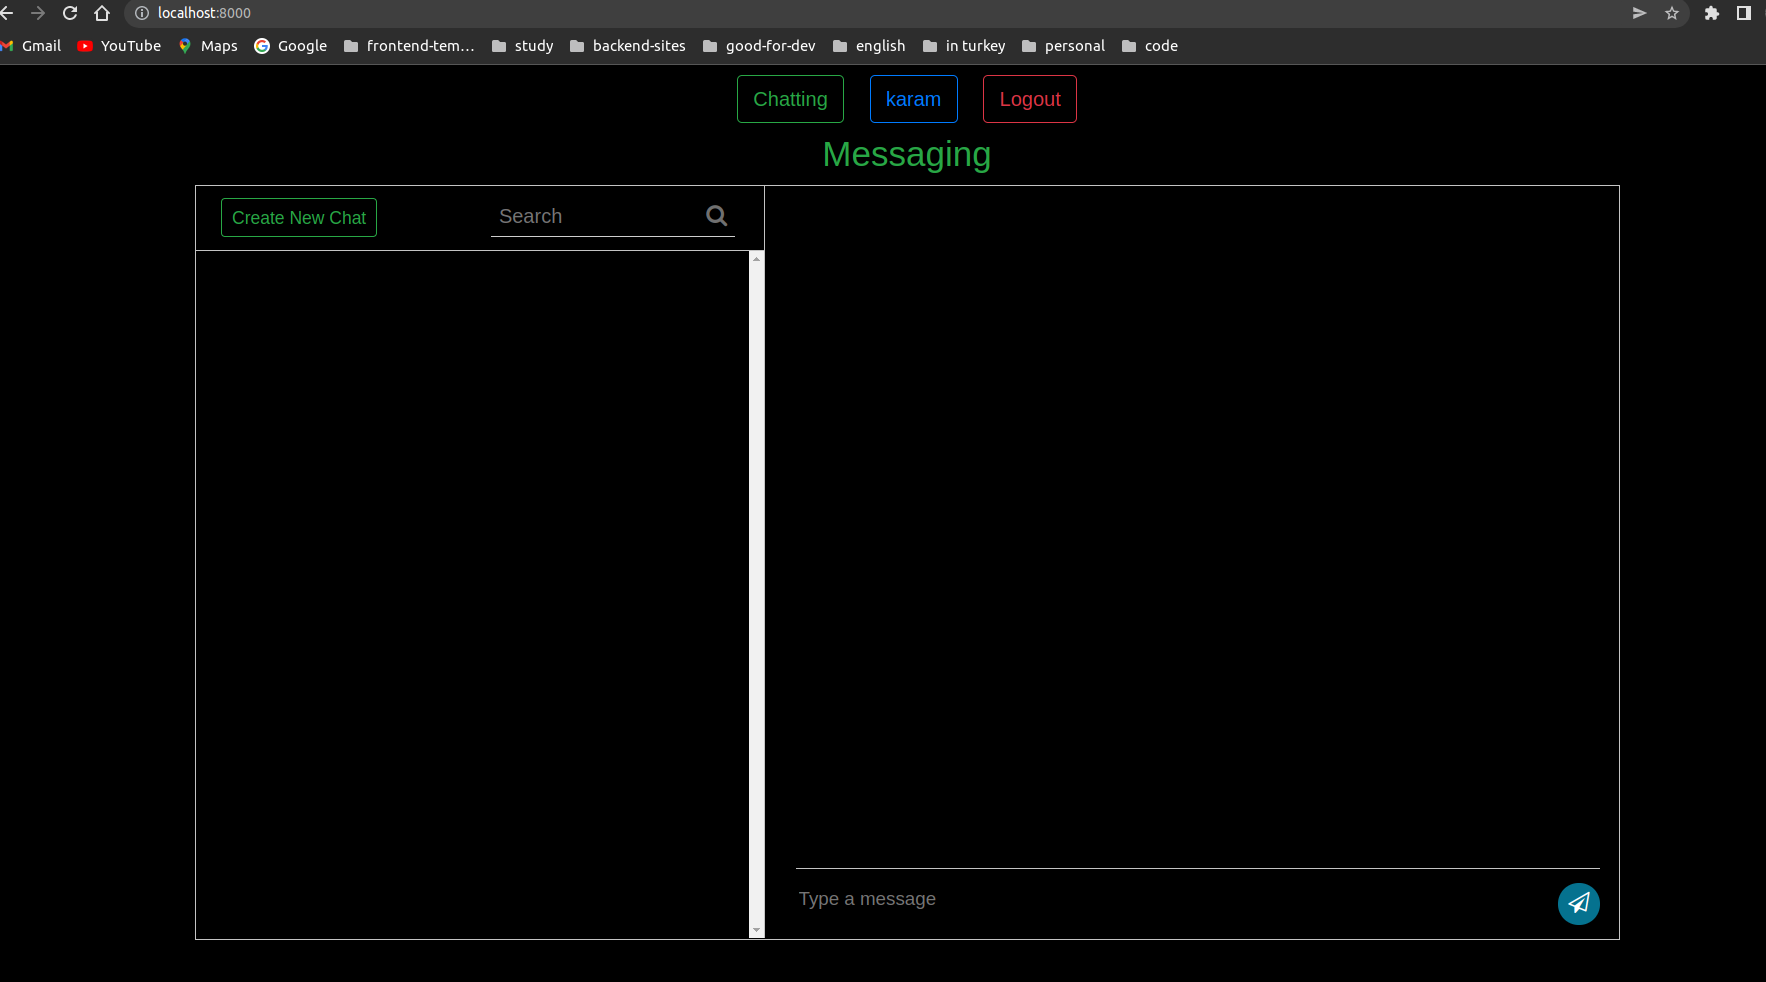 localhost:8000
Gmail YouTube Maps Google frontend-tem... study backend-sites good-for-dev english in turkey personal code
Chatting karam Logout
Messaging
Create New Chat Search
Type a message